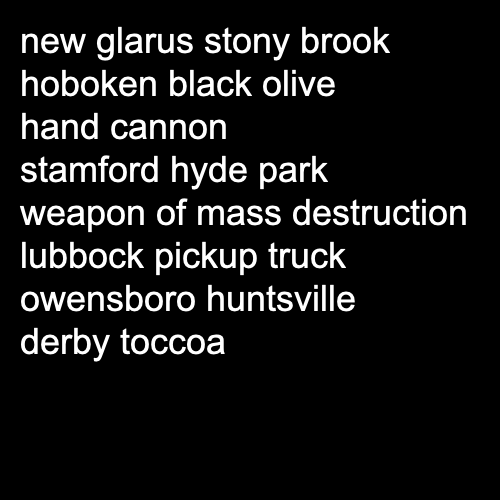 new glarus stony brook
hoboken black olive
hand cannon
stamford hyde park
weapon of mass destruction
lubbock pickup truck
owensboro huntsville
derby toccoa